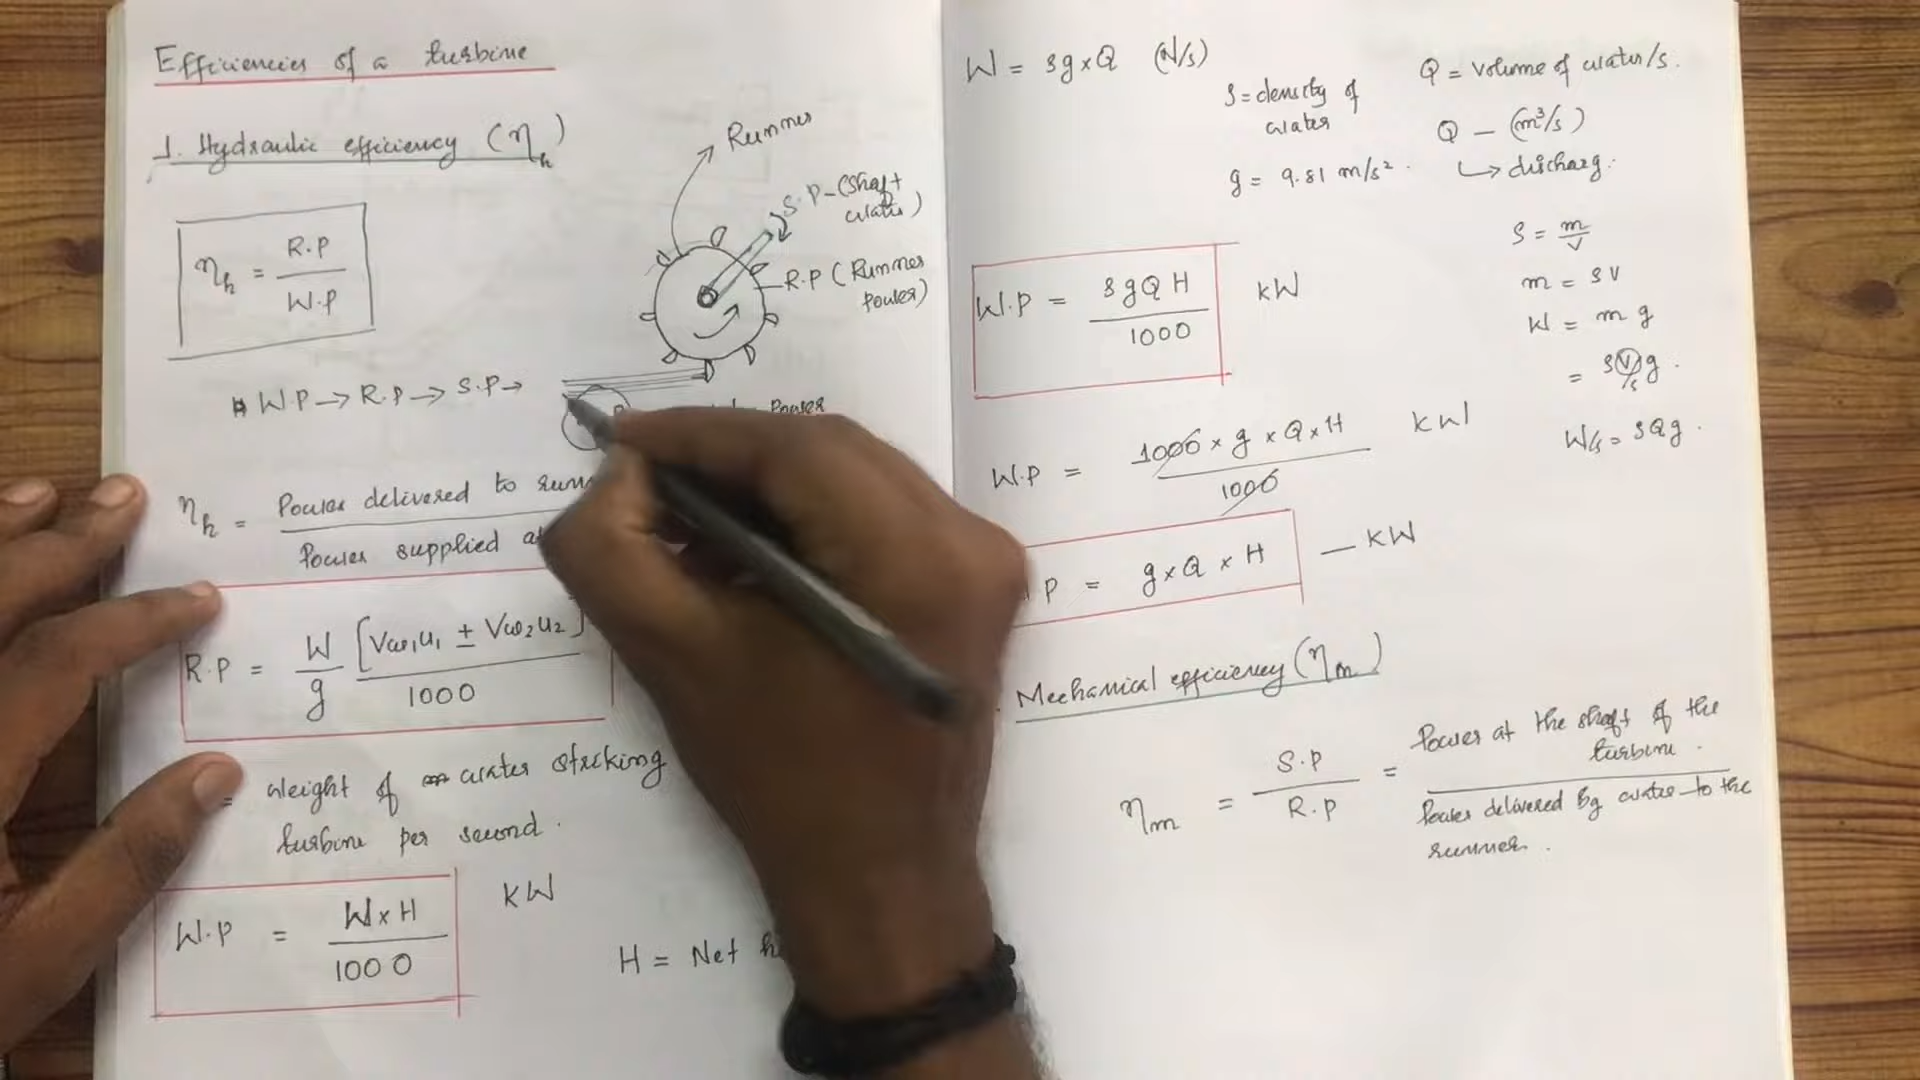 Efficiencies of a turbine
1. Hydraulic efficiency (ηh)
ηh = R.P / W.P
Runner
S.P - (Shaft
R.P (Runner
Power)
W.P → R.P → S.P →
Power
ηh = Power delivered to runn
Power supplied at
R.P = W/g [Vw₁u₁ ± Vw₂u₂] / 1000
= weight of water striking
turbine per second.
W.P = W×H / 1000 kW
H = Net h
W = ρg×Q (N/s)
ρ = density of
water
g = 9.81 m/s².
Q = Volume of water/s.
Q – (m³/s)
↳ discharg.
ρ = m/V
m = ρV
W = mg
= ρ V/s g.
W/s = ρQg.
W.P = ρgQH / 1000 kW
W.P = 1000 × g × Q × H / 1000 kW
P = g×Q×H – kW
Mechanical efficiency (ηm)
ηm = S.P / R.P = Power at the shaft of the
turbine.
Power delivered by water to the
runner.